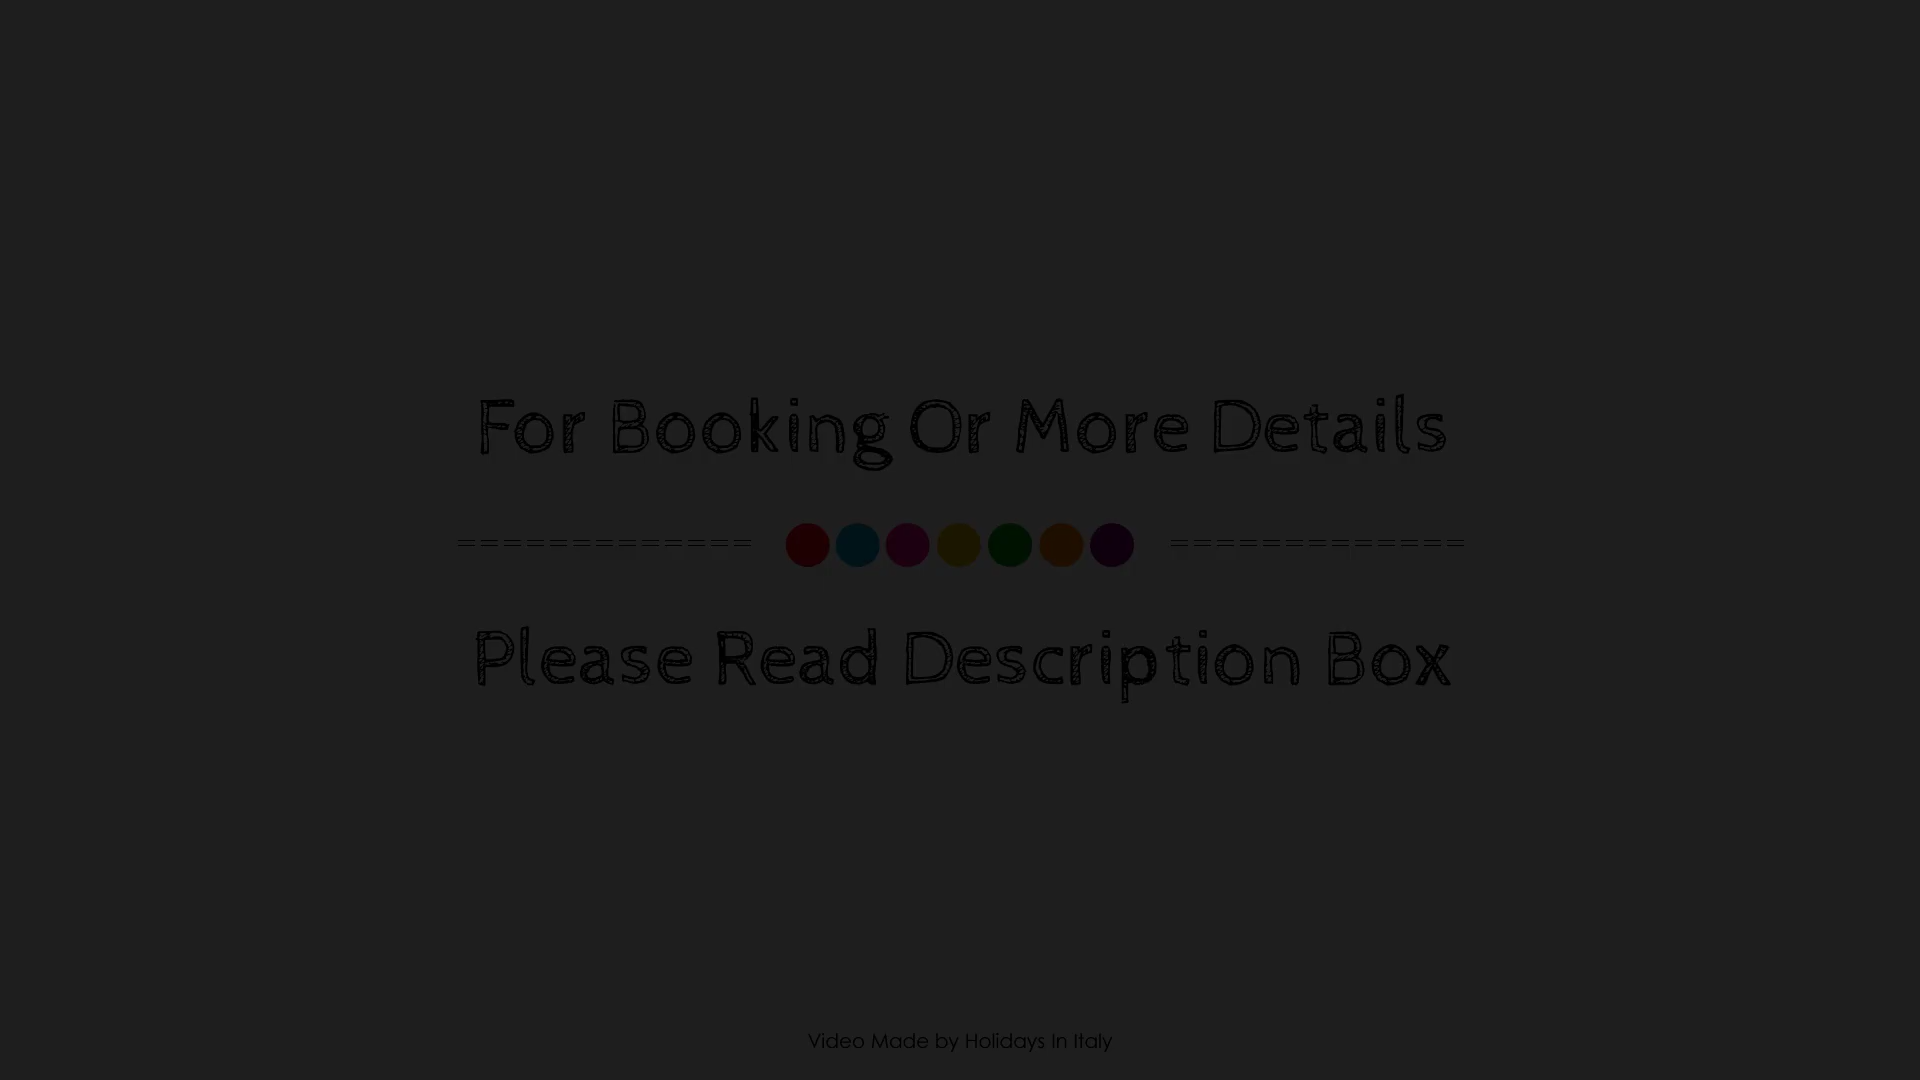 For Booking Or More Details
============= =============
Please Read Description Box
Video Made by Holidays In Italy